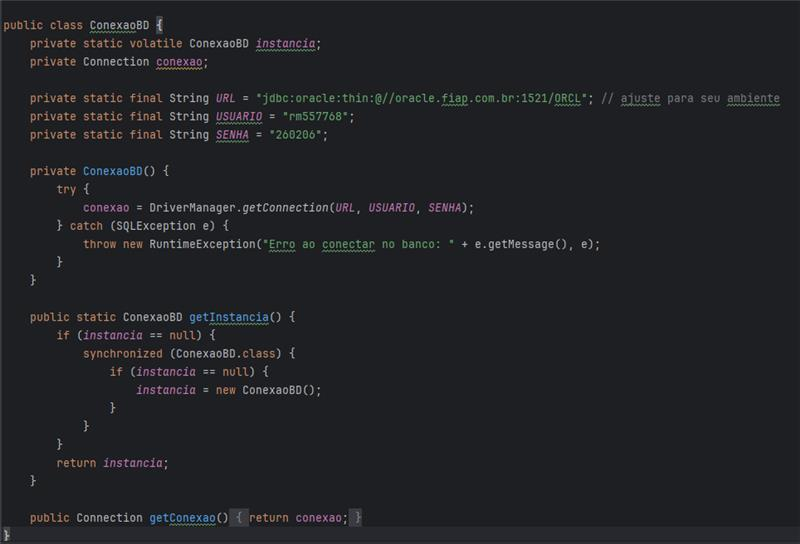 public class ConexaoBD {
    private static volatile ConexaoBD instancia;
    private Connection conexao;

    private static final String URL = "jdbc:oracle:thin:@//oracle.fiap.com.br:1521/ORCL"; // ajuste para seu ambiente
    private static final String USUARIO = "rm557768";
    private static final String SENHA = "260206";

    private ConexaoBD() {
        try {
            conexao = DriverManager.getConnection(URL, USUARIO, SENHA);
        } catch (SQLException e) {
            throw new RuntimeException("Erro ao conectar no banco: " + e.getMessage(), e);
        }
    }

    public static ConexaoBD getInstancia() {
        if (instancia == null) {
            synchronized (ConexaoBD.class) {
                if (instancia == null) {
                    instancia = new ConexaoBD();
                }
            }
        }
        return instancia;
    }

    public Connection getConexao() { return conexao; }
}